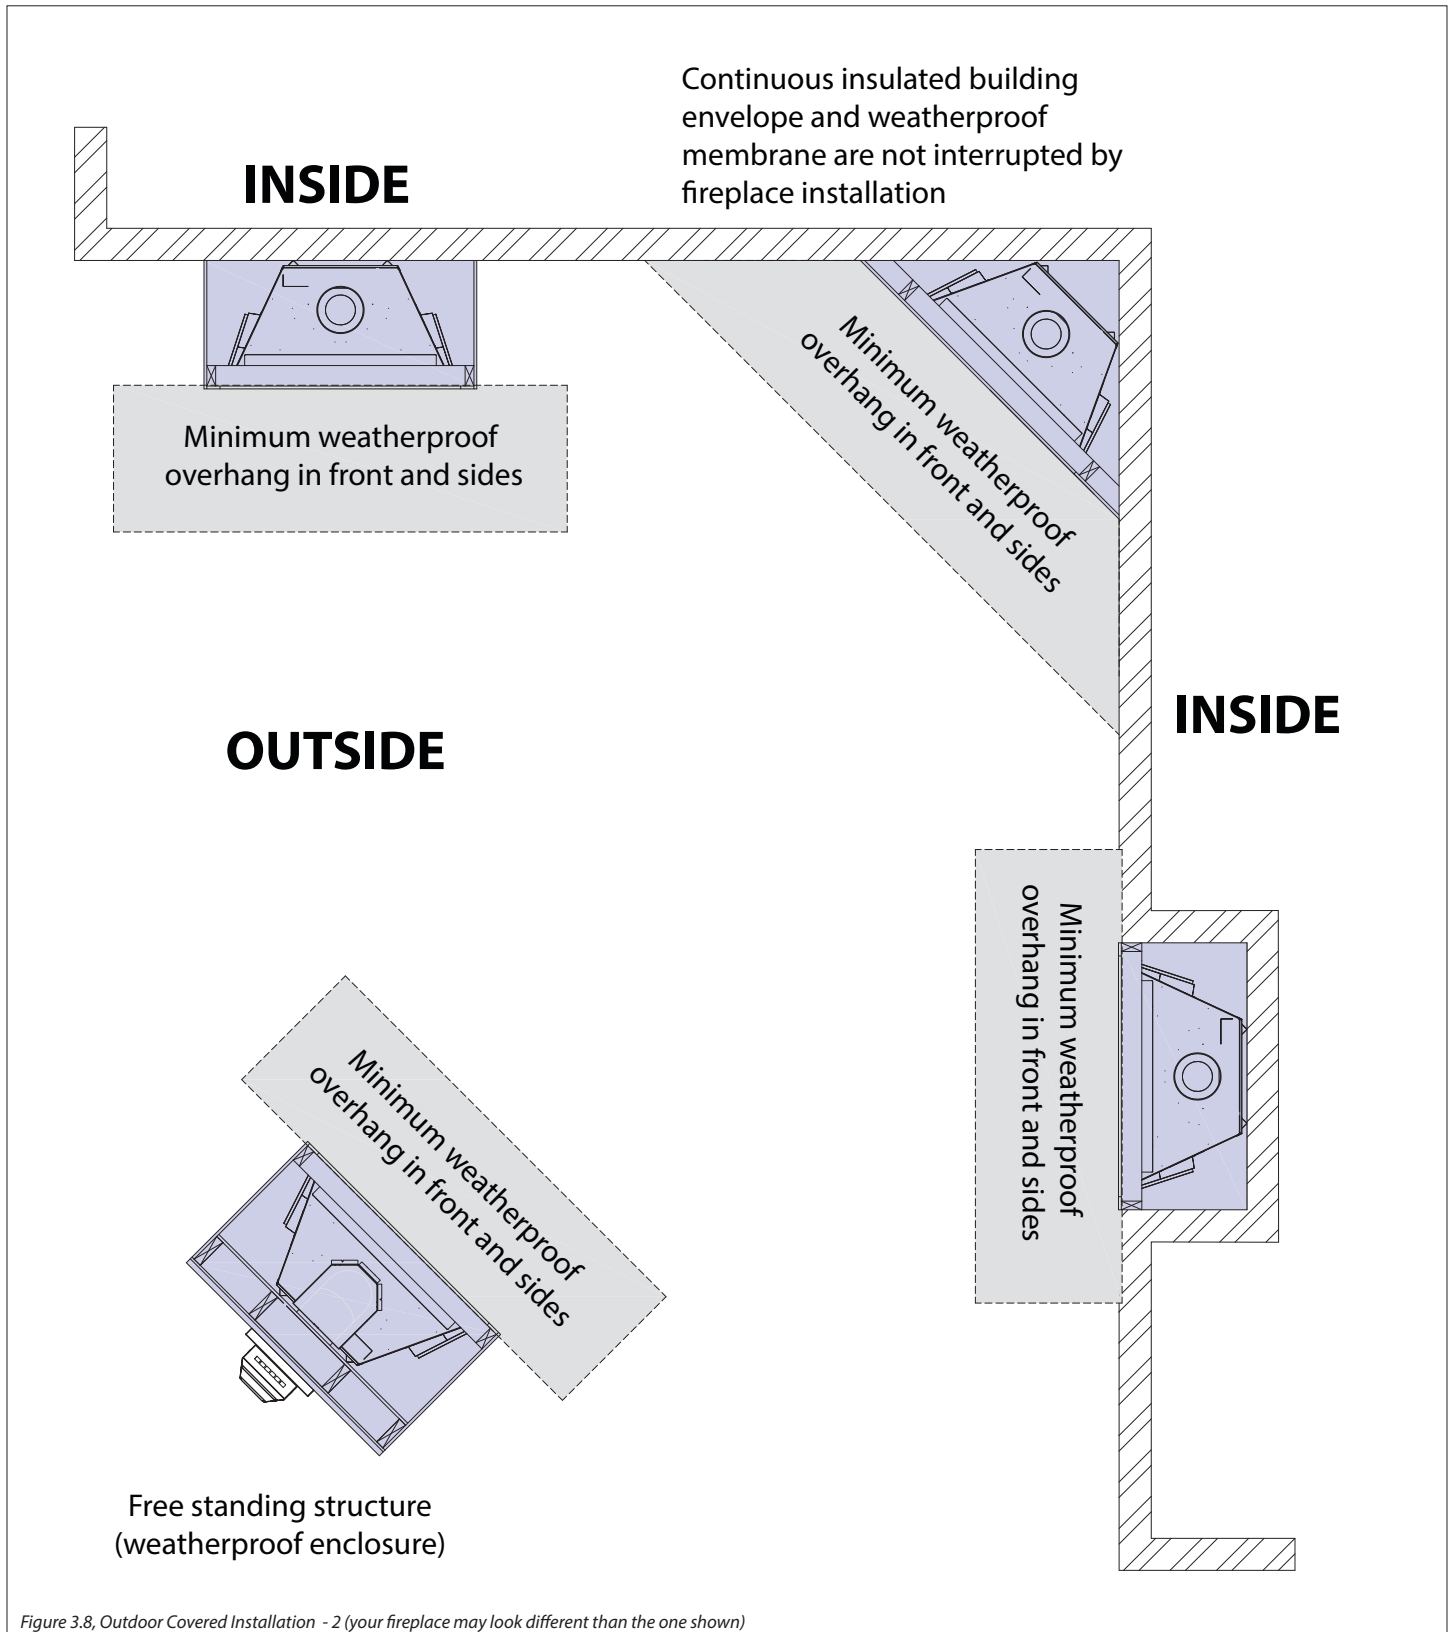 Continuous insulated building
envelope and weatherproof
membrane are not interrupted by
fireplace installation
INSIDE
Minimum weatherproof
overhang in front and sides
Minimum weatherproof
overhang in front and sides
OUTSIDE
INSIDE
Minimum weatherproof
overhang in front and sides
Minimum weatherproof
overhang in front and sides
Free standing structure
(weatherproof enclosure)
Figure 3.8, Outdoor Covered Installation - 2 (your fireplace may look different than the one shown)